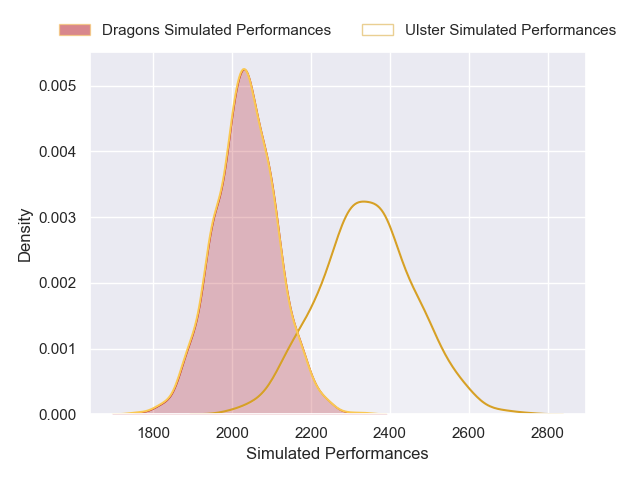 Dragons Simulated Performances
Ulster Simulated Performances
0.005
0.004
0.003
0.002
0.001
0.000
Density
1800 2000 2200 2400 2600 2800
Simulated Performances